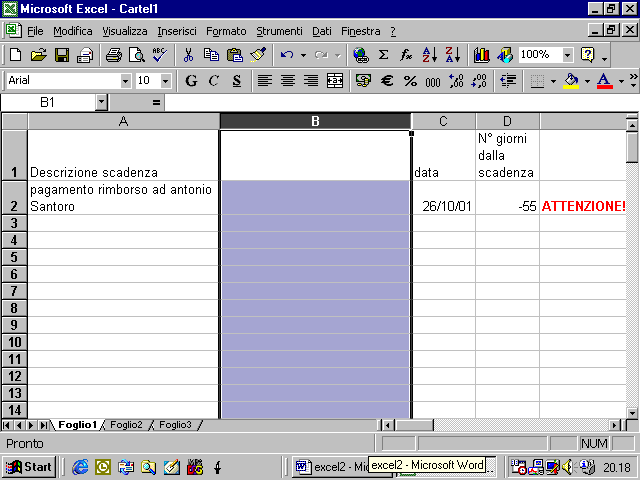 Microsoft Excel - Cartel1
File Modifica Visualizza Inserisci Formato Strumenti Dati Finestra ?
100%
Arial 10 G C S € % 000
B1 =
A B C D
N° giorni
dalla
1 Descrizione scadenza data scadenza
pagamento rimborso ad antonio
2 Santoro 26/10/01 -55 ATTENZIONE!
3
4
5
6
7
8
9
10
11
12
13
14
Foglio1 Foglio2 Foglio3
Pronto NUM
Start excel2 - Mic excel2 - Microsoft Word 20.18